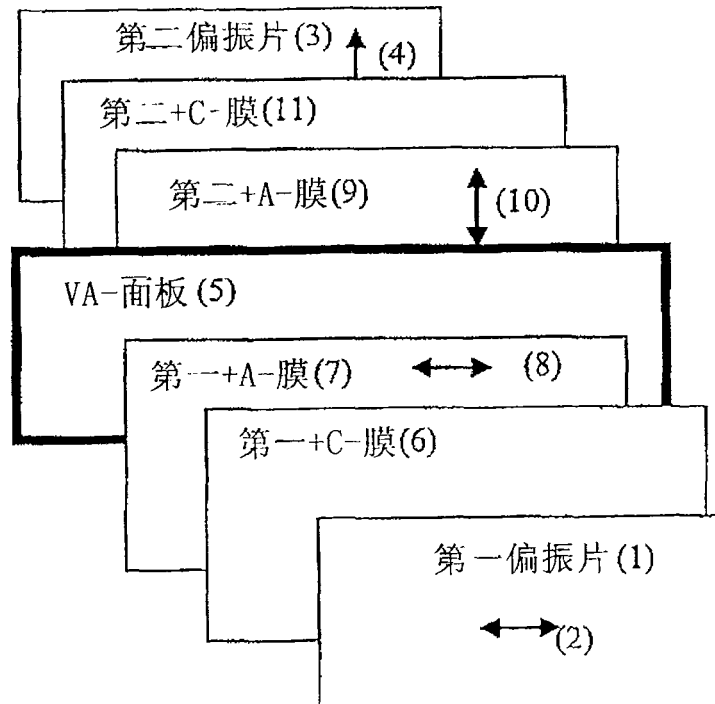 第二偏振片(3) (4)
第二+C-膜(11)
第二+A-膜(9) (10)
VA-面板(5)
第一+A-膜(7) (8)
第一+C-膜(6)
第一偏振片(1)
(2)